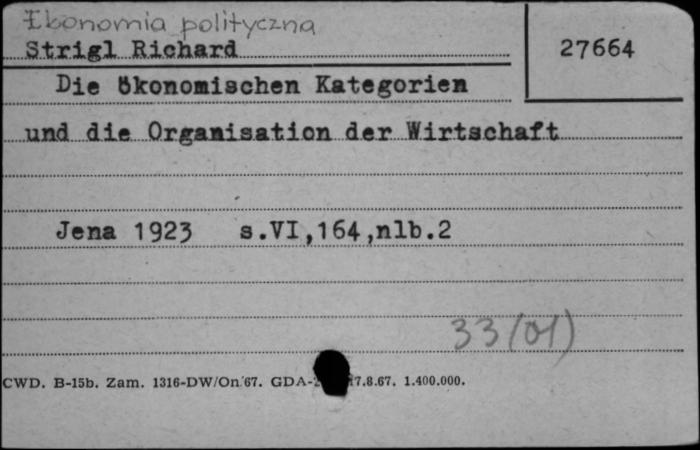 Ekonomia polityczna
Strigl Richard
27664
Die ökonomischen Kategorien
und die Organisation der Wirtschaft
Jena 1923 s.VI,164,nlb.2
33(01)
CWD. B-15b. Zam. 1316-DW/On.67. GDA- 7.8.67. 1.400.000.